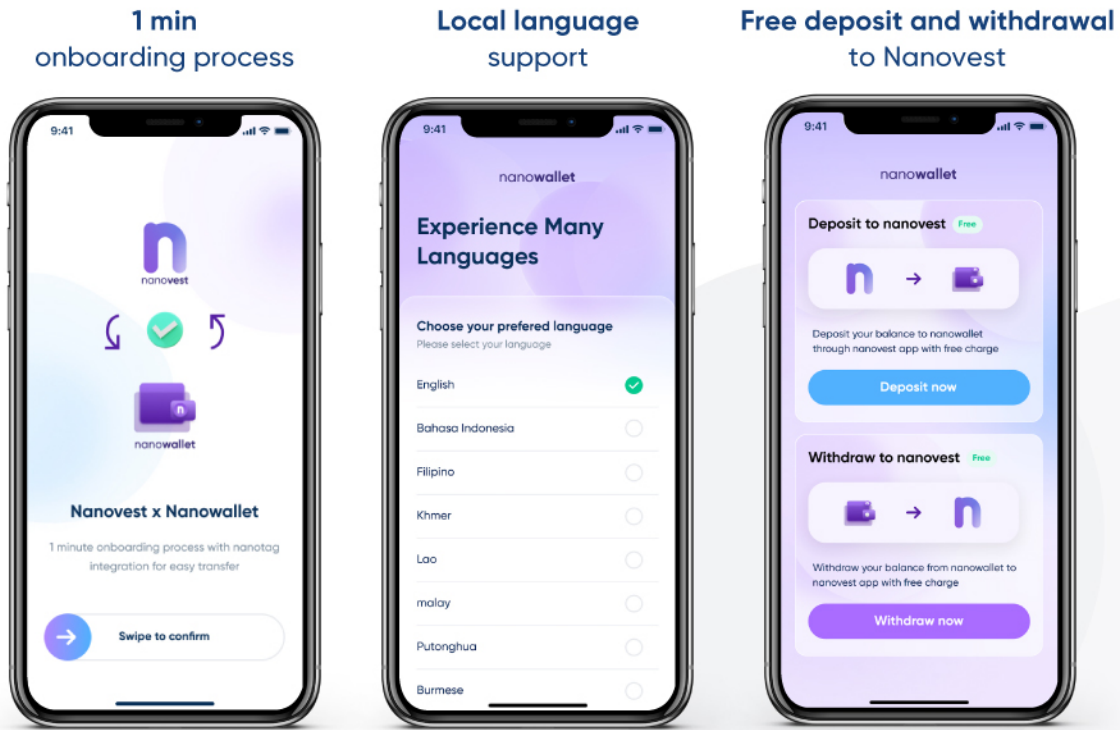 1 min
onboarding process
9:41
nanovest
nanowallet
Nanovest x Nanowallet
1 minute onboarding process with nanotag
integration for easy transfer
Swipe to confirm
Local language
support
9:41
nanowallet
Experience Many
Languages
Choose your prefered language
Please select your language
English
Bahasa Indonesia
Filipino
Khmer
Lao
malay
Putonghua
Burmese
Free deposit and withdrawal
to Nanovest
9:41
nanowallet
Deposit to nanovest Free
Deposit your balance to nanowallet
through nanovest app with free charge
Deposit now
Withdraw to nanovest Free
Withdraw your balance from nanowallet to
nanovest app with free charge
Withdraw now